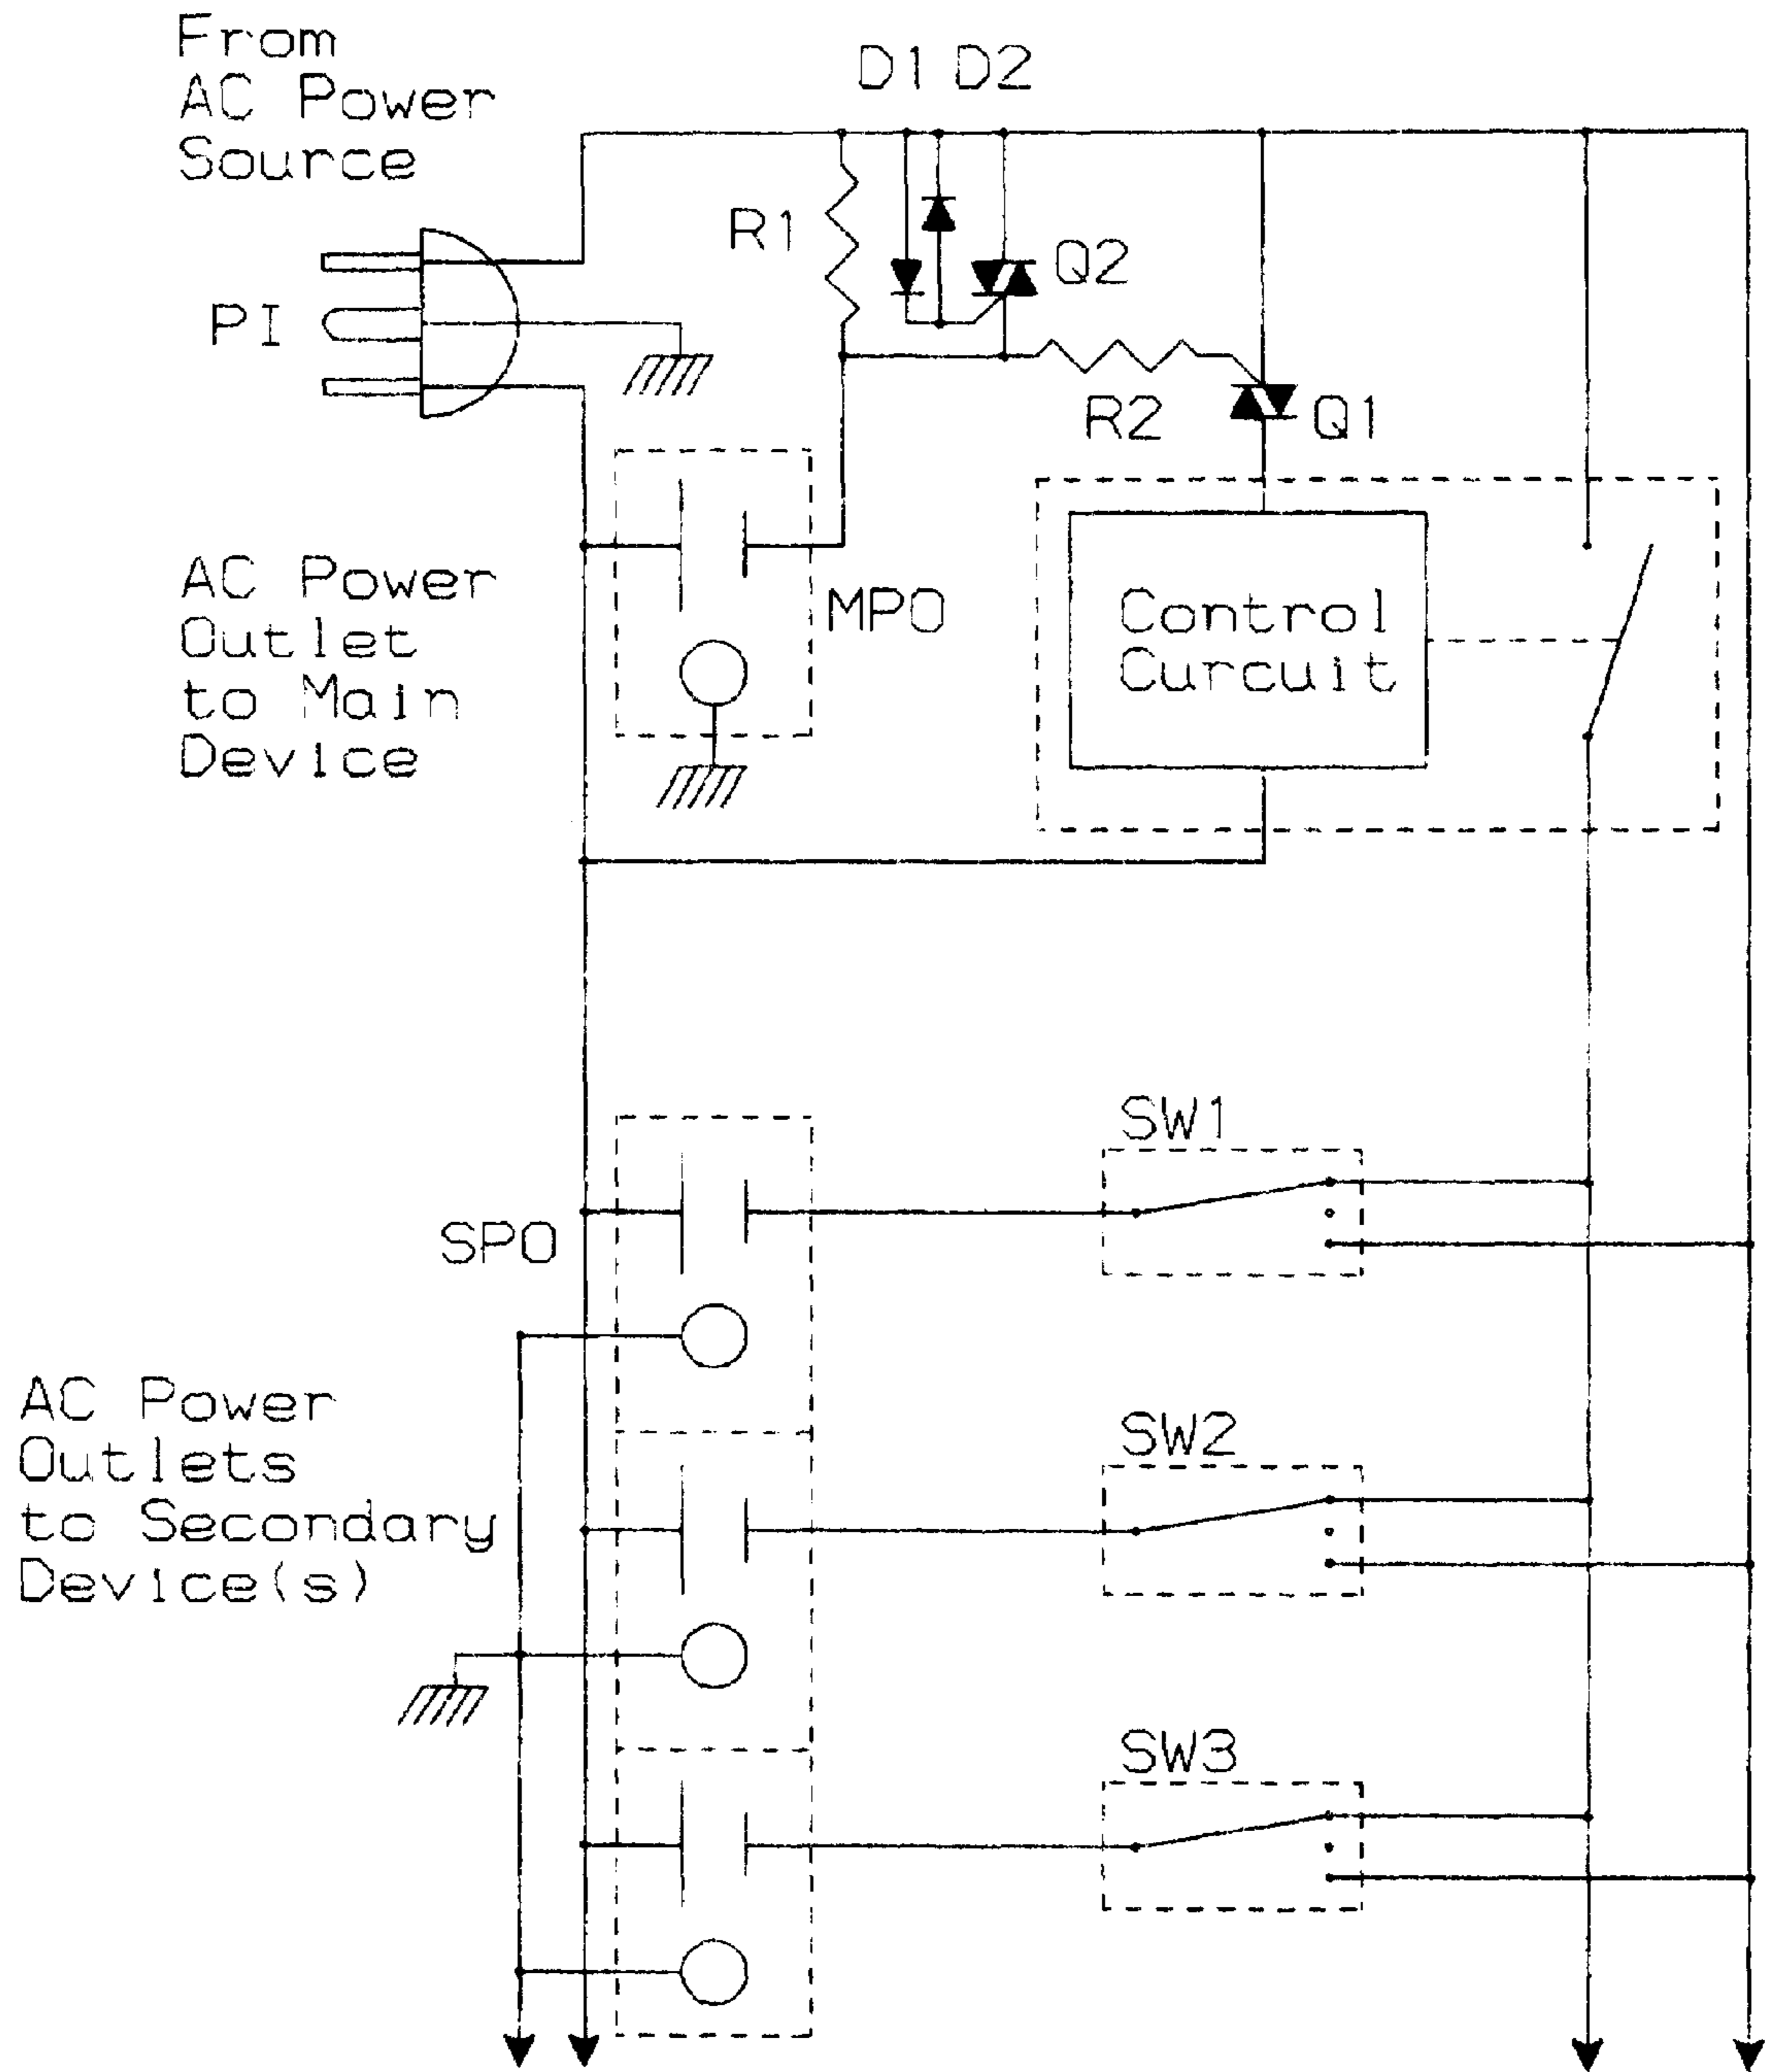 From
AC Power
Source
D1 D2
R1
Q2
PI
R2
Q1
AC Power
Outlet
to Main
Device
MPO
Control
Curcuit
SW1
SPO
AC Power
Outlets
to Secondary
Device(s)
SW2
SW3